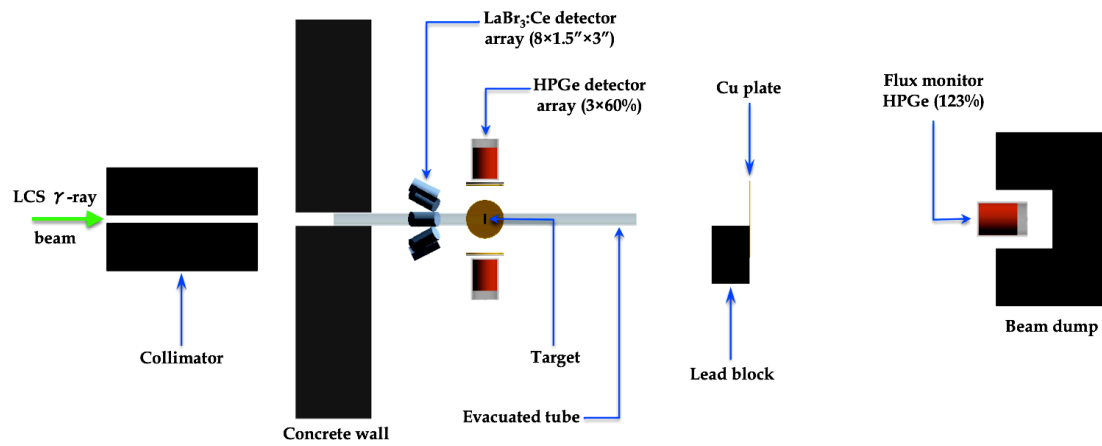 LaBr₃:Ce detector
array (8×1.5″×3″)
HPGe detector
array (3×60%)
Cu plate
Flux monitor
HPGe (123%)
LCS γ-ray
beam
Collimator
Concrete wall
Target
Evacuated tube
Lead block
Beam dump